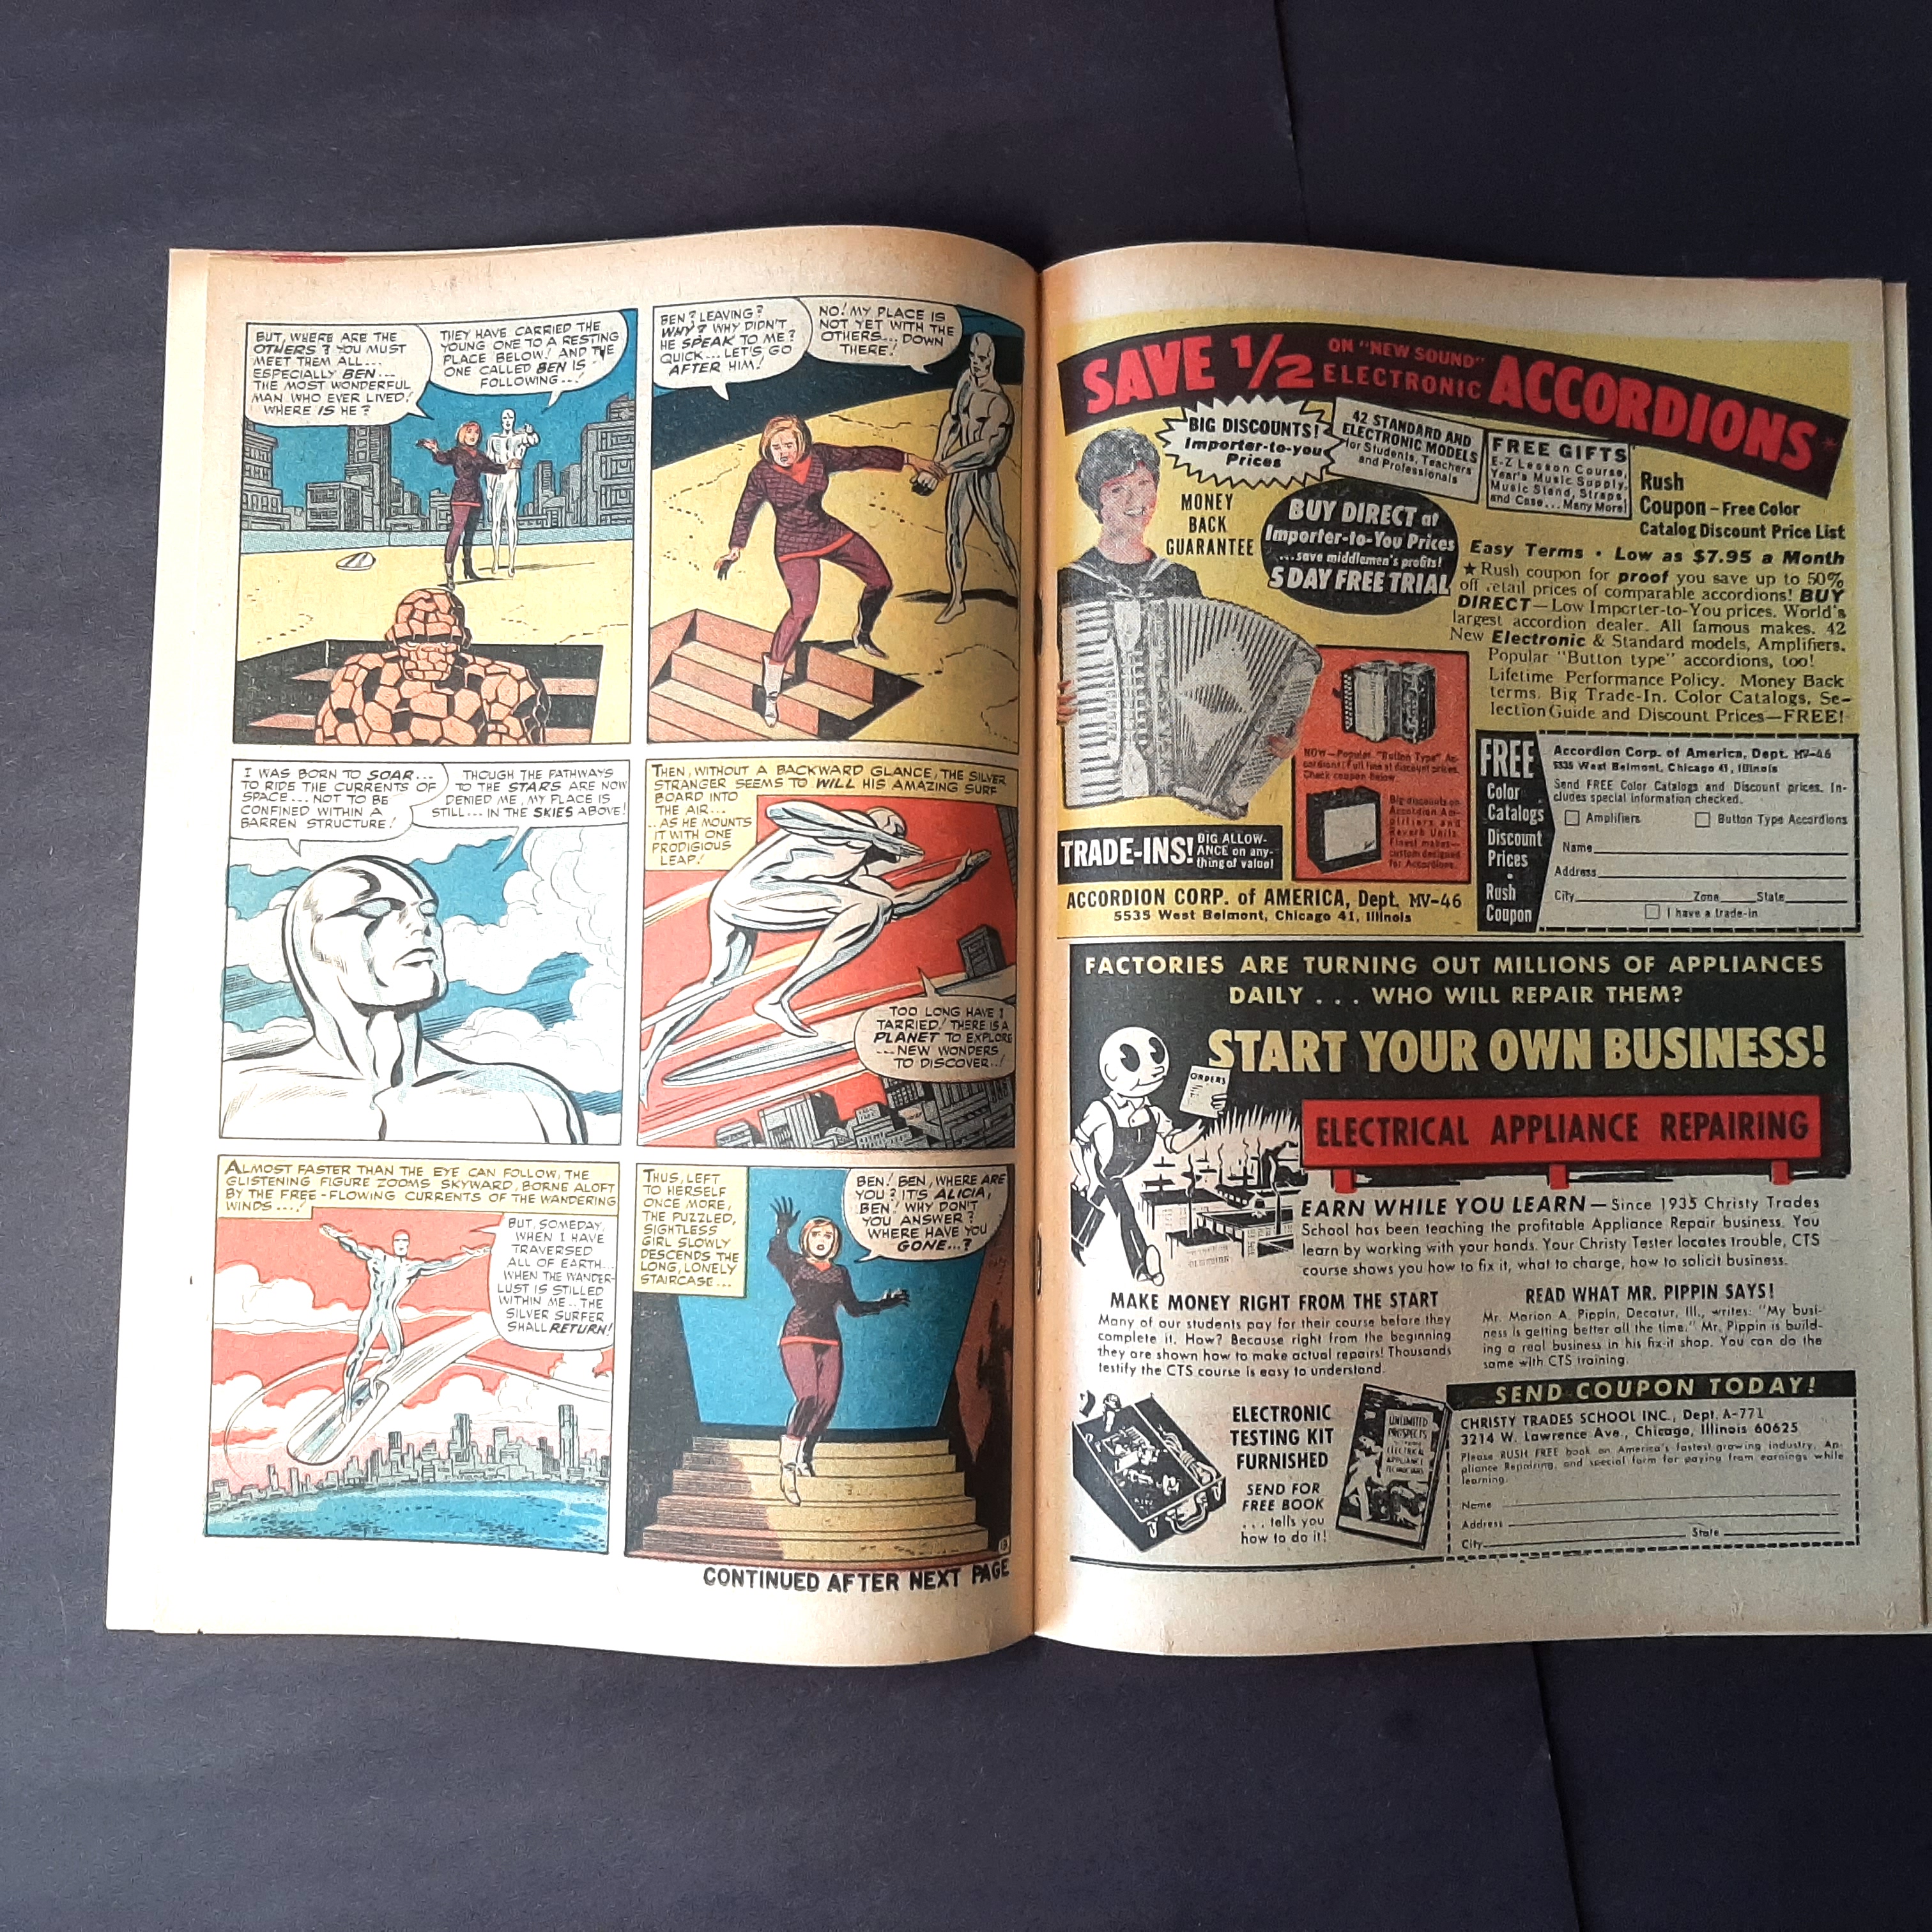 BUT, WHERE ARE THE
OTHERS? YOU MUST
MEET THEM ALL...
ESPECIALLY BEN...
THE MOST WONDERFUL
MAN WHO EVER LIVED!
WHERE IS HE?
THEY HAVE CARRIED THE
YOUNG ONE TO A RESTING
PLACE BELOW! AND THE
ONE CALLED BEN IS
FOLLOWING...!
BEN? LEAVING?
WHY? WHY DIDN'T
HE SPEAK TO ME?
QUICK... LET'S GO
AFTER HIM!
NO! MY PLACE IS
NOT YET WITH THE
OTHERS... DOWN
THERE!
I WAS BORN TO SOAR...
TO RIDE THE CURRENTS OF
SPACE... NOT TO BE
CONFINED WITHIN A
BARREN STRUCTURE!
THOUGH THE PATHWAYS
TO THE STARS ARE NOW
DENIED ME, MY PLACE IS
STILL... IN THE SKIES ABOVE!
THEN, WITHOUT A BACKWARD GLANCE, THE SILVER
STRANGER SEEMS TO WILL HIS AMAZING SURF
BOARD INTO
THE AIR...
..AS HE MOUNTS
IT WITH ONE
PRODIGIOUS
LEAP!
TOO LONG HAVE I
TARRIED! THERE IS A
PLANET TO EXPLORE
...NEW WONDERS
TO DISCOVER..!
ALMOST FASTER THAN THE EYE CAN FOLLOW, THE
GLISTENING FIGURE ZOOMS SKYWARD, BORNE ALOFT
BY THE FREE-FLOWING CURRENTS OF THE WANDERING
WINDS...!
BUT, SOMEDAY,
WHEN I HAVE
TRAVERSED
ALL OF EARTH...
WHEN THE WANDER-
LUST IS STILLED
WITHIN ME...THE
SILVER SURFER
SHALL RETURN!
THUS, LEFT
TO HERSELF
ONCE MORE,
THE PUZZLED,
SIGHTLESS
GIRL SLOWLY
DESCENDS THE
LONG, LONELY
STAIRCASE...
BEN! BEN, WHERE ARE
YOU? IT'S ALICIA,
BEN! WHY DON'T
YOU ANSWER?
WHERE HAVE YOU
GONE...?
13
CONTINUED AFTER NEXT PAGE
SAVE 1/2 ON "NEW SOUND" ELECTRONIC ACCORDIONS*
BIG DISCOUNTS!
Importer-to-you
Prices
42 STANDARD AND
ELECTRONIC MODELS
for Students, Teachers
and Professionals
FREE GIFTS
E-Z Lesson Course,
Year's Music Supply,
Music Stand, Straps,
and Case...Many More!
Rush
Coupon – Free Color
Catalog Discount Price List
MONEY
BACK
GUARANTEE
BUY DIRECT at
Importer-to-You Prices
...save middlemen's profits!
5 DAY FREE TRIAL
Easy Terms • Low as $7.95 a Month
★ Rush coupon for proof you save up to 50%
off retail prices of comparable accordions! BUY
DIRECT—Low Importer-to-You prices. World's
largest accordion dealer. All famous makes. 42
New Electronic & Standard models, Amplifiers,
Popular "Button type" accordions, too!
Lifetime Performance Policy. Money Back
terms. Big Trade-In. Color Catalogs, Se-
lection Guide and Discount Prices—FREE!
NOW—Popular "Button Type" Ac-
cordions! Full line at discount prices.
Check coupon below.
Big discounts on
Accordion Am-
plifiers and
Reverb Units.
Finest makes—
custom designed
for Accordions.
TRADE-INS! BIG ALLOW-
ANCE on any-
thing of value!
ACCORDION CORP. of AMERICA, Dept. MV-46
5535 West Belmont, Chicago 41, Illinois
FREE
Color
Catalogs
Discount
Prices
•
Rush
Coupon
Accordion Corp. of America, Dept. MV-46
5535 West Belmont, Chicago 41, Illinois
Send FREE Color Catalogs and Discount prices. In-
cludes special information checked.
Amplifiers Button Type Accordions
Name
Address
City Zone State
I have a trade-in
FACTORIES ARE TURNING OUT MILLIONS OF APPLIANCES
DAILY . . . WHO WILL REPAIR THEM?
START YOUR OWN BUSINESS!
ORDERS
ELECTRICAL APPLIANCE REPAIRING
EARN WHILE YOU LEARN—Since 1935 Christy Trades
School has been teaching the profitable Appliance Repair business. You
learn by working with your hands. Your Christy Tester locates trouble, CTS
course shows you how to fix it, what to charge, how to solicit business.
MAKE MONEY RIGHT FROM THE START
Many of our students pay for their course before they
complete it. How? Because right from the beginning
they are shown how to make actual repairs! Thousands
testify the CTS course is easy to understand.
READ WHAT MR. PIPPIN SAYS!
Mr. Marion A. Pippin, Decatur, Ill., writes: "My busi-
ness is getting better all the time." Mr. Pippin is build-
ing a real business in his fix-it shop. You can do the
same with CTS training.
ELECTRONIC
TESTING KIT
FURNISHED
SEND FOR
FREE BOOK
. . . tells you
how to do it!
UNLIMITED
PROSPECTS
ELECTRICAL
APPLIANCE
TECHNICIANS
SEND COUPON TODAY!
CHRISTY TRADES SCHOOL INC., Dept. A-771
3214 W. Lawrence Ave., Chicago, Illinois 60625
Please RUSH FREE book on America's fastest growing industry, Ap-
pliance Repairing, and special form for paying from earnings while
learning.
Name
Address
City State